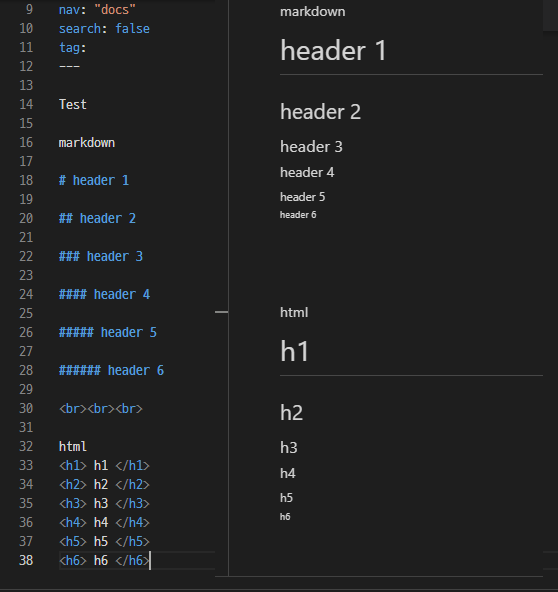 9 nav: "docs"
10 search: false
11 tag:
12 ---
13
14 Test
15
16 markdown
17
18 # header 1
19
20 ## header 2
21
22 ### header 3
23
24 #### header 4
25
26 ##### header 5
27
28 ###### header 6
29
30 <br><br><br>
31
32 html
33 <h1> h1 </h1>
34 <h2> h2 </h2>
35 <h3> h3 </h3>
36 <h4> h4 </h4>
37 <h5> h5 </h5>
38 <h6> h6 </h6>
markdown
header 1
header 2
header 3
header 4
header 5
header 6
html
h1
h2
h3
h4
h5
h6